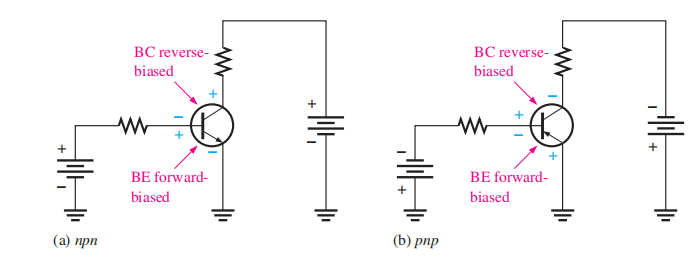 BC reverse-
biased
+
−
+
−
+
−
+
−
BE forward-
biased
(a) npn
BC reverse-
biased
−
+
−
+
−
+
−
+
BE forward-
biased
(b) pnp